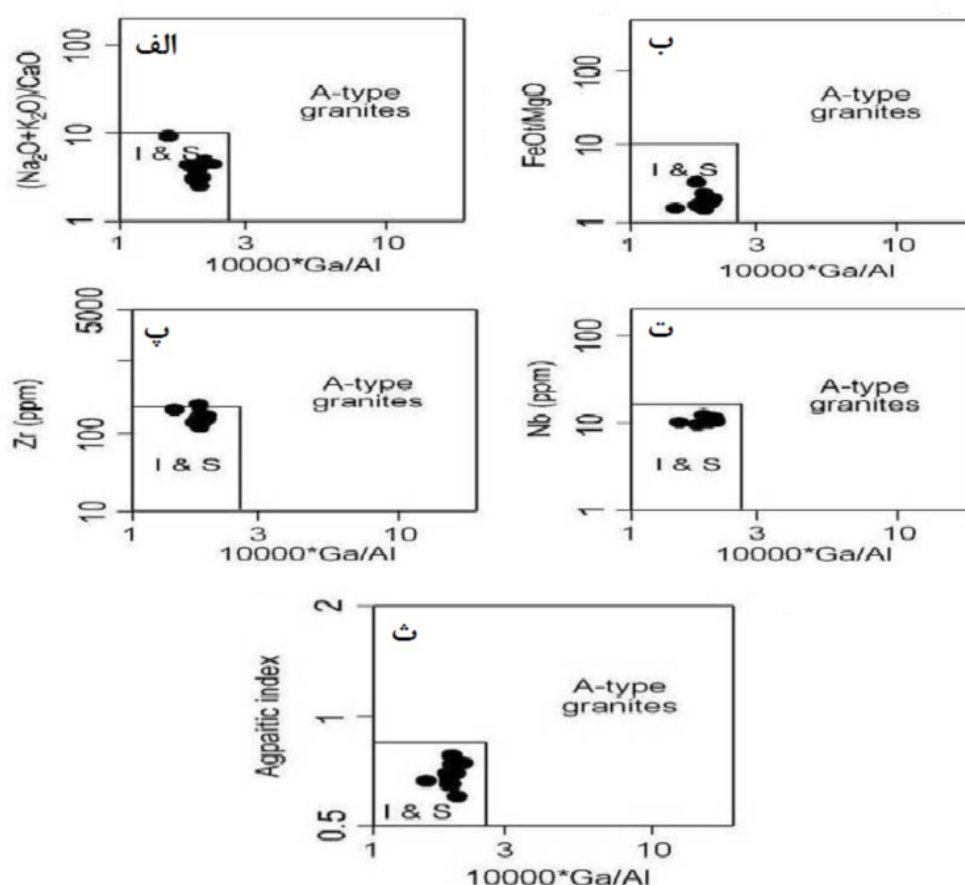 الف
(Na₂O+K₂O)/CaO
100
10
1
A-type
granites
I & S
1 3 10
10000*Ga/Al
ب
FeOt/MgO
100
10
1
A-type
granites
I & S
1 3 10
10000*Ga/Al
پ
Zr (ppm)
5000
100
10
A-type
granites
I & S
1 3 10
10000*Ga/Al
ت
Nb (ppm)
100
10
1
A-type
granites
I & S
1 3 10
10000*Ga/Al
ث
Agpaitic index
2
1
0.5
A-type
granites
I & S
1 3 10
10000*Ga/Al